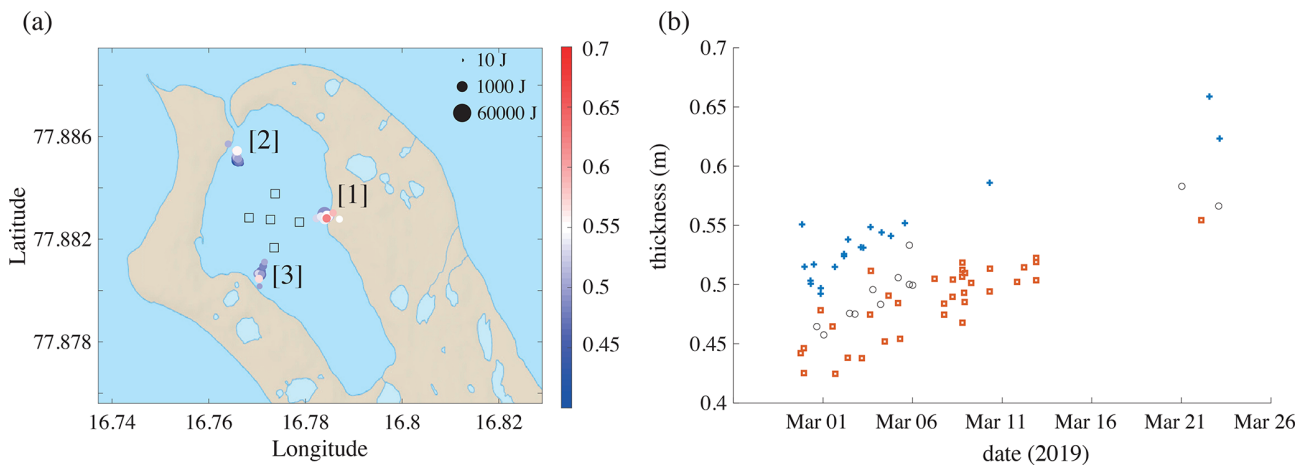 (a)
10 J
1000 J
60000 J
[2]
[1]
[3]
77.886
77.882
77.878
Latitude
16.74
16.76
16.78
16.8
16.82
Longitude
0.7
0.65
0.6
0.55
0.5
0.45
(b)
0.7
0.65
0.6
0.55
0.5
0.45
0.4
thickness (m)
Mar 01
Mar 06
Mar 11
Mar 21
Mar 26
date (2019)